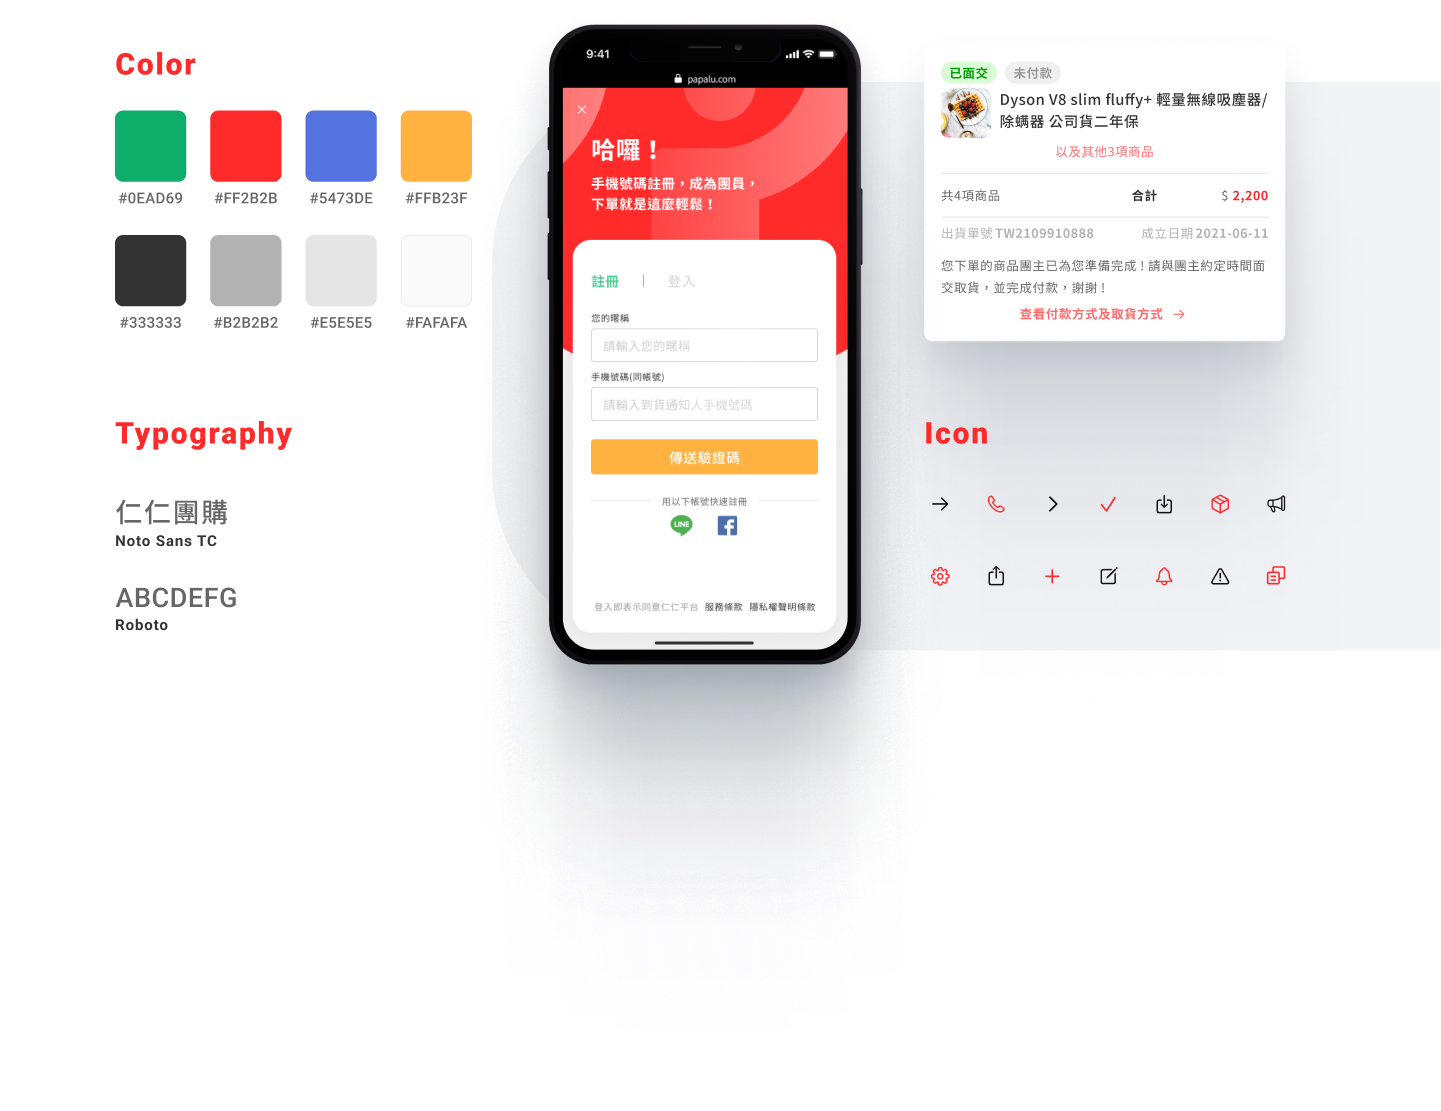 Color
#0EAD69
#FF2B2B
#5473DE
#FFB23F
#333333
#B2B2B2
#E5E5E5
#FAFAFA
Typography
仁仁團購
Noto Sans TC
ABCDEFG
Roboto
9:41
papalu.com
哈囉！
手機號碼註冊，成為團員，
下單就是這麼輕鬆！
註冊
登入
您的暱稱
請輸入您的暱稱
手機號碼(同帳號)
請輸入到貨通知人手機號碼
傳送驗證碼
用以下帳號快速註冊
LINE
登入即表示同意仁仁平台 服務條款 隱私權聲明條款
已面交 未付款
Dyson V8 slim fluffy+ 輕量無線吸塵器/
除蟎器 公司貨二年保
以及其他3項商品
共4項商品 合計 $ 2,200
出貨單號 TW2109910888 成立日期 2021-06-11
您下單的商品團主已為您準備完成！請與團主約定時間面
交取貨，並完成付款，謝謝！
查看付款方式及取貨方式
Icon